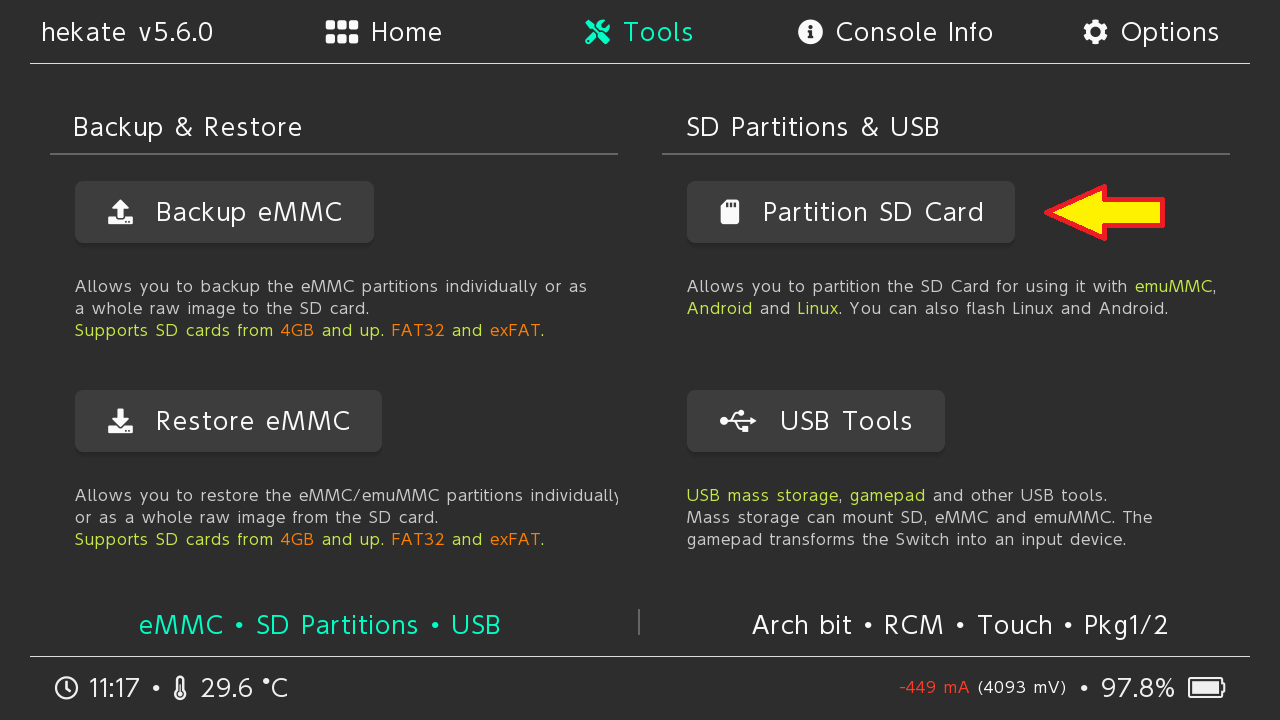 hekate v5.6.0 Home Tools Console Info Options
Backup & Restore
Backup eMMC
Allows you to backup the eMMC partitions individually or as
a whole raw image to the SD card.
Supports SD cards from 4GB and up. FAT32 and exFAT.
Restore eMMC
Allows you to restore the eMMC/emuMMC partitions individually
or as a whole raw image from the SD card.
Supports SD cards from 4GB and up. FAT32 and exFAT.
SD Partitions & USB
Partition SD Card
Allows you to partition the SD Card for using it with emuMMC,
Android and Linux. You can also flash Linux and Android.
USB Tools
USB mass storage, gamepad and other USB tools.
Mass storage can mount SD, eMMC and emuMMC. The
gamepad transforms the Switch into an input device.
eMMC • SD Partitions • USB Arch bit • RCM • Touch • Pkg1/2
11:17 • 29.6 °C -449 mA (4093 mV) • 97.8%